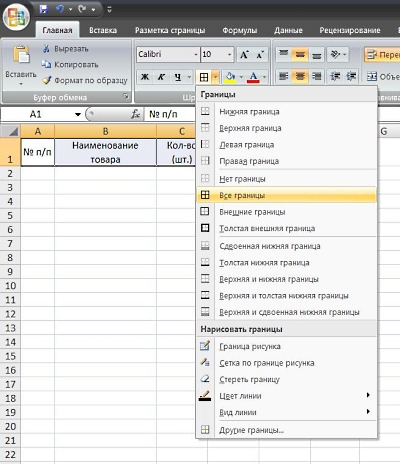 Главная Вставка Разметка страницы Формулы Данные Рецензирование
Вставить
Вырезать
Копировать
Формат по образцу
Буфер обмена
Calibri 10
Ж К Ч
A1 № п/п
A B C G
1 № п/п Наименование товара Кол-во (шт.)
2
3
4
5
6
7
8
9
10
11
12
13
14
15
16
17
18
19
20
21
22
Границы
Нижняя граница
Верхняя граница
Левая граница
Правая граница
Нет границы
Все границы
Внешние границы
Толстая внешняя граница
Сдвоенная нижняя граница
Толстая нижняя граница
Верхняя и нижняя границы
Верхняя и толстая нижняя границы
Верхняя и сдвоенная нижняя границы
Нарисовать границы
Граница рисунка
Сетка по границе рисунка
Стереть границу
Цвет линии
Вид линии
Другие границы...